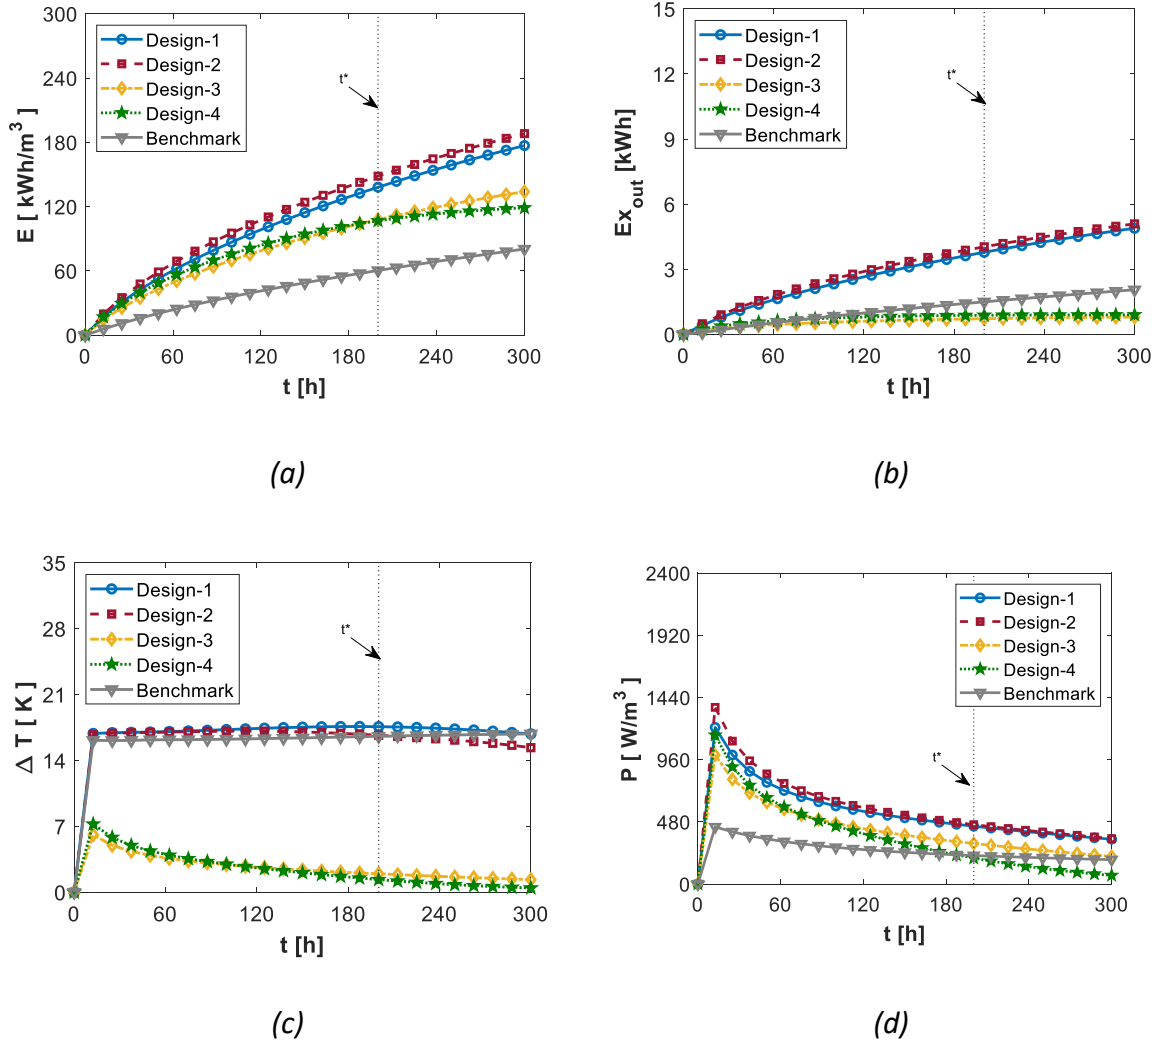 300
240
180
120
60
0
E [ kWh/m³ ]
Design-1
Design-2
Design-3
Design-4
Benchmark
t*
0 60 120 180 240 300
t [h]
(a)
15
12
9
6
3
0
Ex_out [kWh]
Design-1
Design-2
Design-3
Design-4
Benchmark
t*
0 60 120 180 240 300
t [h]
(b)
35
28
21
14
7
0
Δ T [ K ]
Design-1
Design-2
Design-3
Design-4
Benchmark
t*
0 60 120 180 240 300
t [h]
(c)
2400
1920
1440
960
480
0
P [ W/m³ ]
Design-1
Design-2
Design-3
Design-4
Benchmark
t*
0 60 120 180 240 300
t [h]
(d)